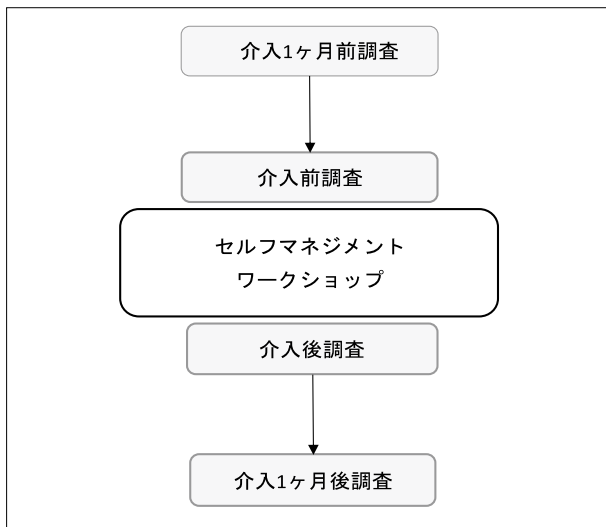 介入1ヶ月前調査
介入前調査
セルフマネジメント
ワークショップ
介入後調査
介入1ヶ月後調査